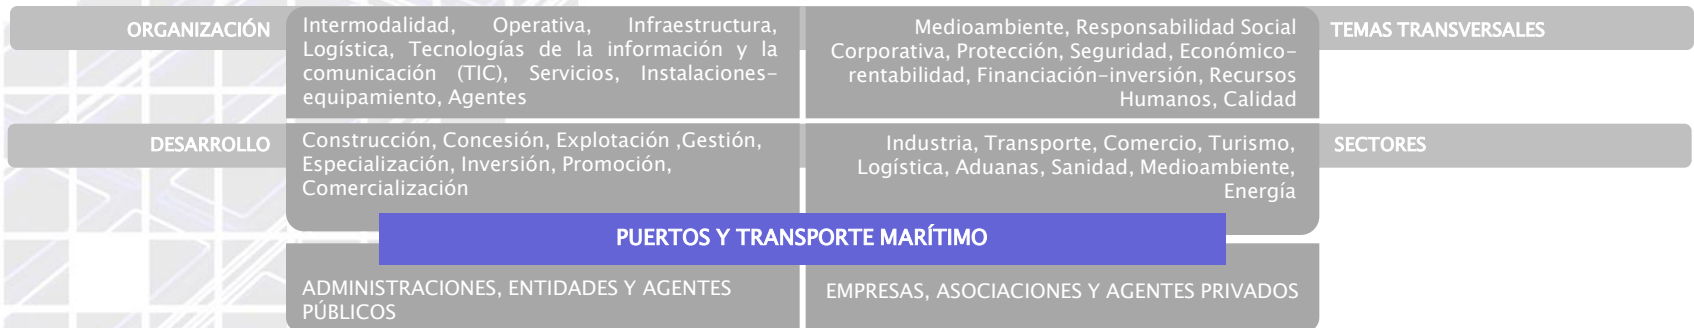 ORGANIZACIÓN
Intermodalidad, Operativa, Infraestructura,
Logística, Tecnologías de la información y la
comunicación (TIC), Servicios, Instalaciones-
equipamiento, Agentes
Medioambiente, Responsabilidad Social
Corporativa, Protección, Seguridad, Económico-
rentabilidad, Financiación-inversión, Recursos
Humanos, Calidad
TEMAS TRANSVERSALES
DESARROLLO
Construcción, Concesión, Explotación ,Gestión,
Especialización, Inversión, Promoción,
Comercialización
Industria, Transporte, Comercio, Turismo,
Logística, Aduanas, Sanidad, Medioambiente,
Energía
SECTORES
PUERTOS Y TRANSPORTE MARÍTIMO
ADMINISTRACIONES, ENTIDADES Y AGENTES
PÚBLICOS
EMPRESAS, ASOCIACIONES Y AGENTES PRIVADOS